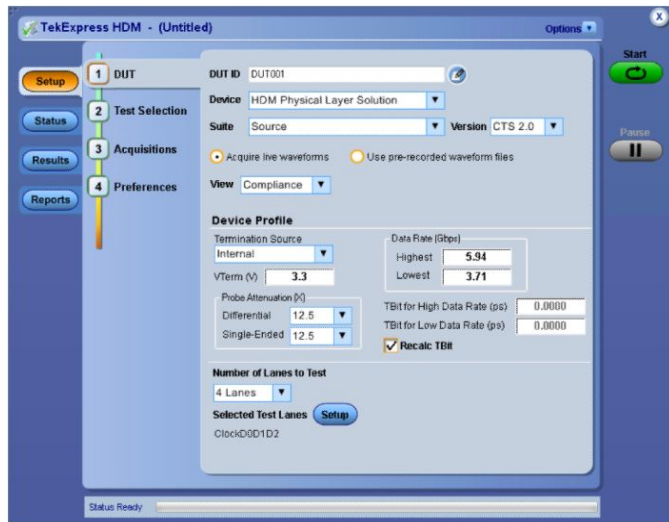 TekExpress HDM - (Untitled)
Options
X
Start
Setup
Status
Results
Reports
1 DUT
2 Test Selection
3 Acquisitions
4 Preferences
DUT ID DUT001
Device HDM Physical Layer Solution
Suite Source Version CTS 2.0
Acquire live waveforms Use pre-recorded waveform files
View Compliance
Pause
Device Profile
Termination Source
Internal
VTerm (V) 3.3
Probe Attenuation (X)
Differential 12.5
Single-Ended 12.5
Data Rate (Gbps)
Highest 5.94
Lowest 3.71
TBit for High Data Rate (ps) 0.0000
TBit for Low Data Rate (ps) 0.0000
Recalc TBit
Number of Lanes to Test
4 Lanes
Selected Test Lanes Setup
ClockD0D1D2
Status Ready